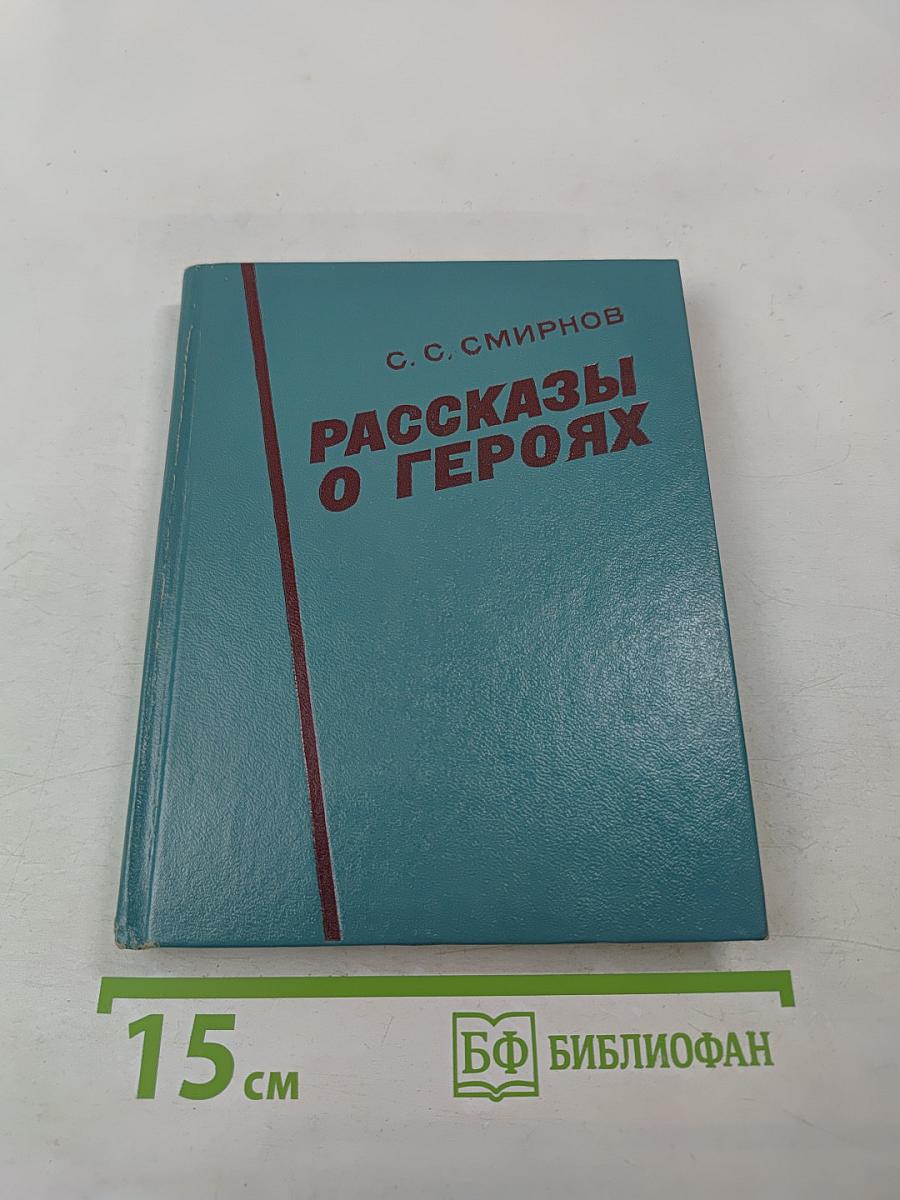 С. С. СМИРНОВ
РАССКАЗЫ
О ГЕРОЯХ
15 см
БФ БИБЛИОФАН